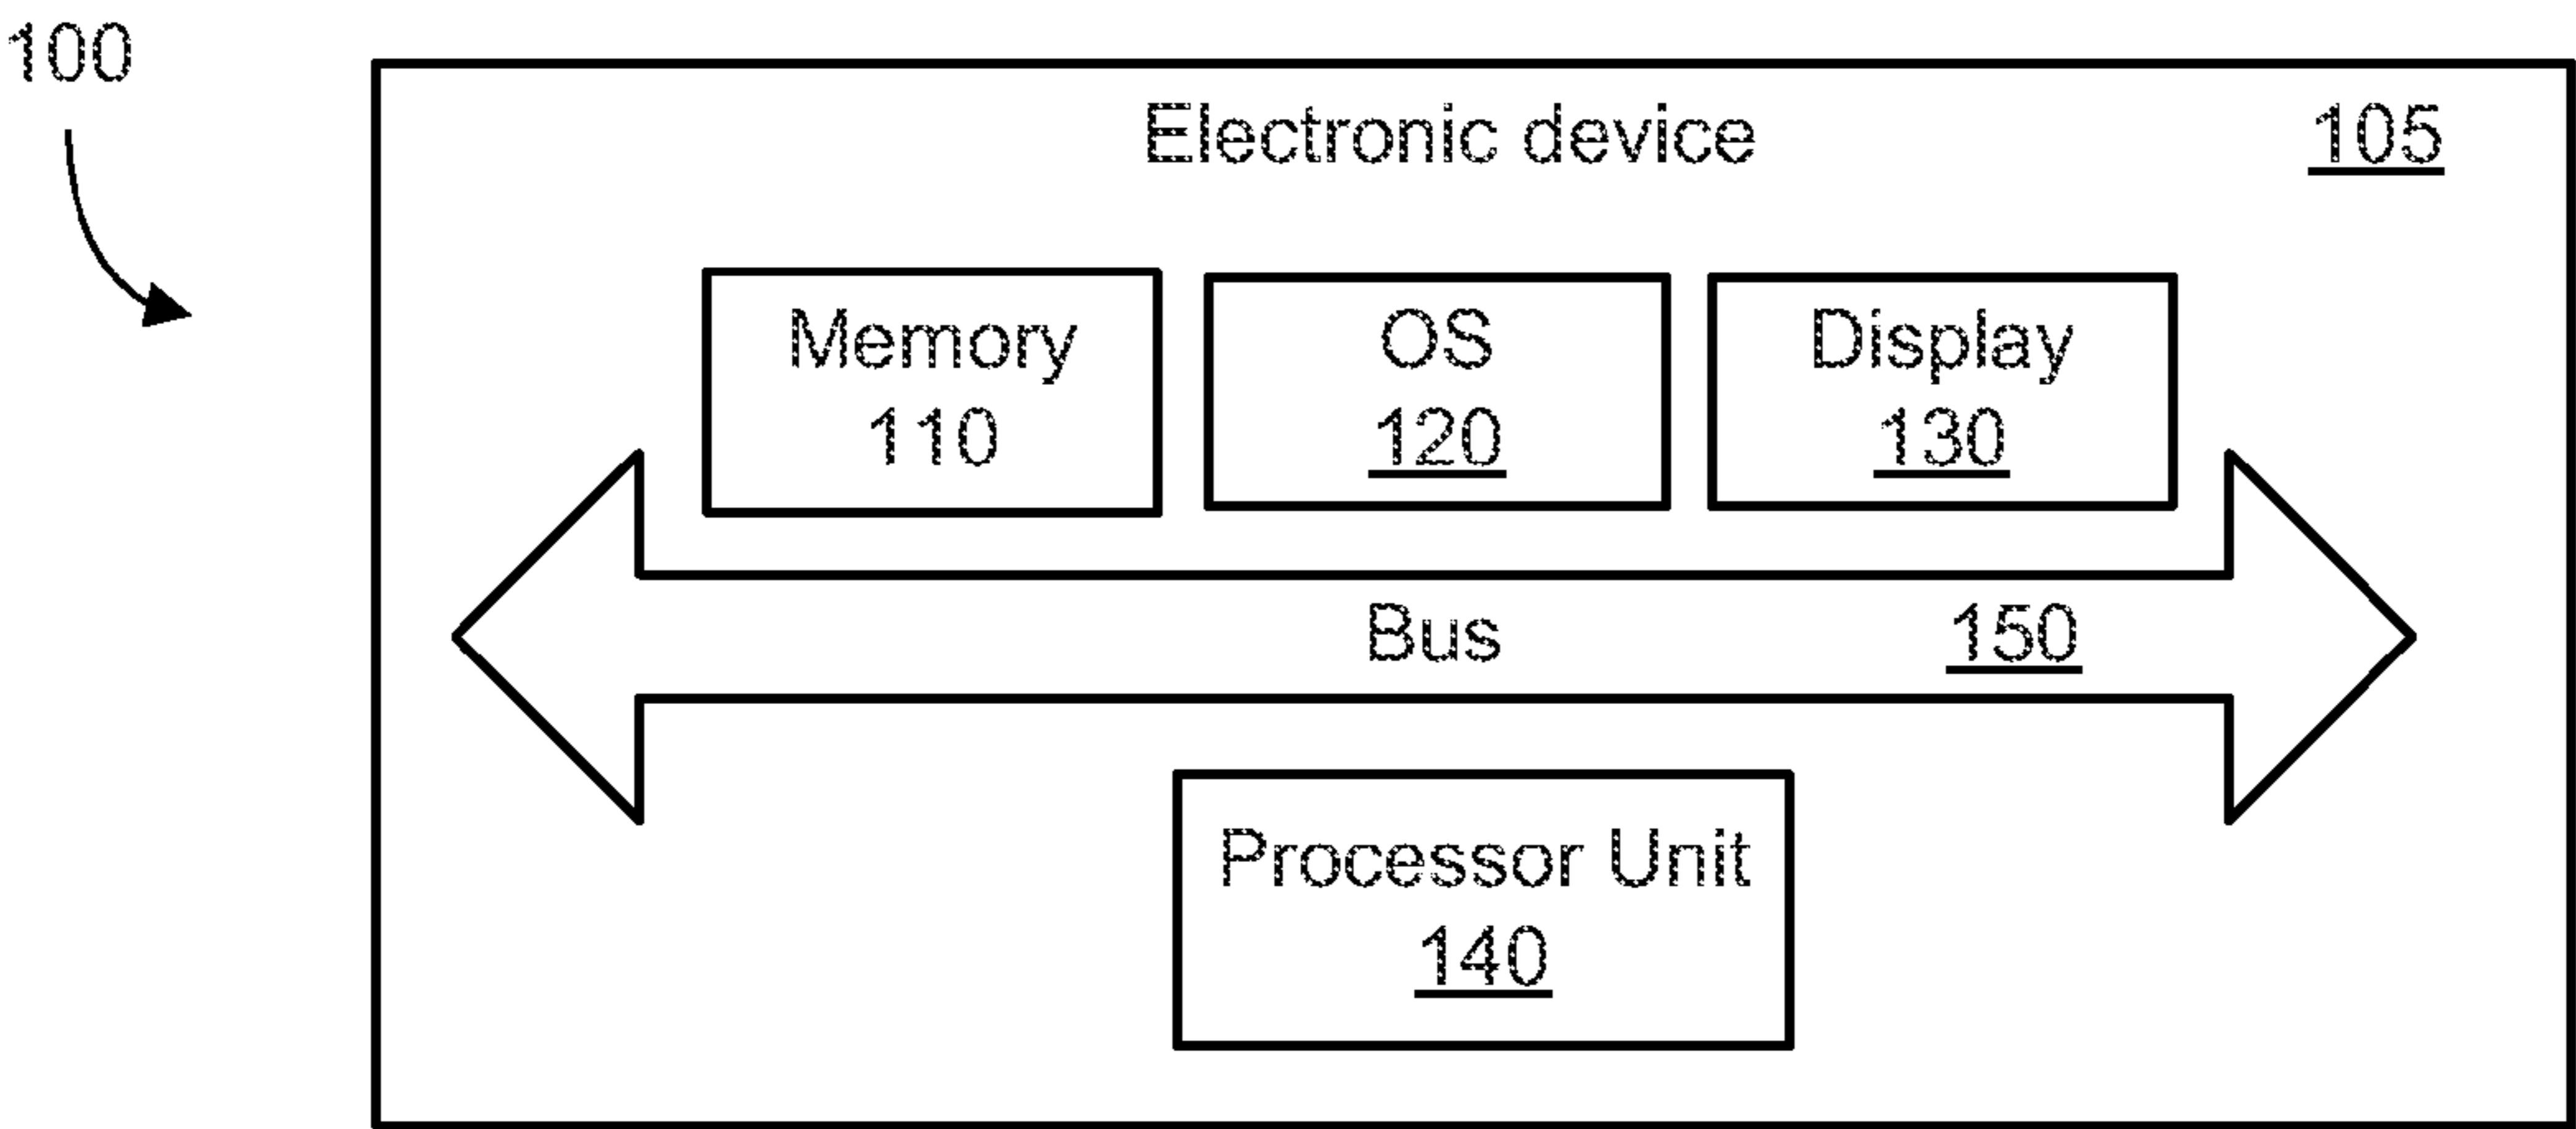 100
Electronic device 105
Memory
110
OS
120
Display
130
Bus 150
Processor Unit
140